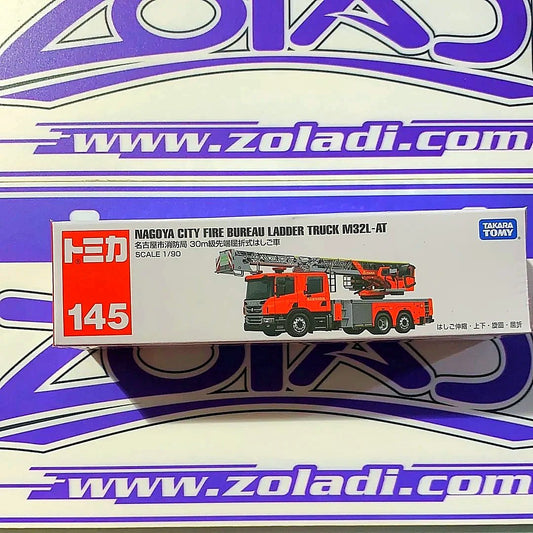 ZOLADI
www.zoladi.com
トミカ
145
NAGOYA CITY FIRE BUREAU LADDER TRUCK M32L-AT
名古屋市消防局 30m級先端屈折式はしご車
SCALE 1/90
TAKARA
TOMY
はしご伸縮・上下・旋回・屈折
ZOLADI
www.zoladi.com